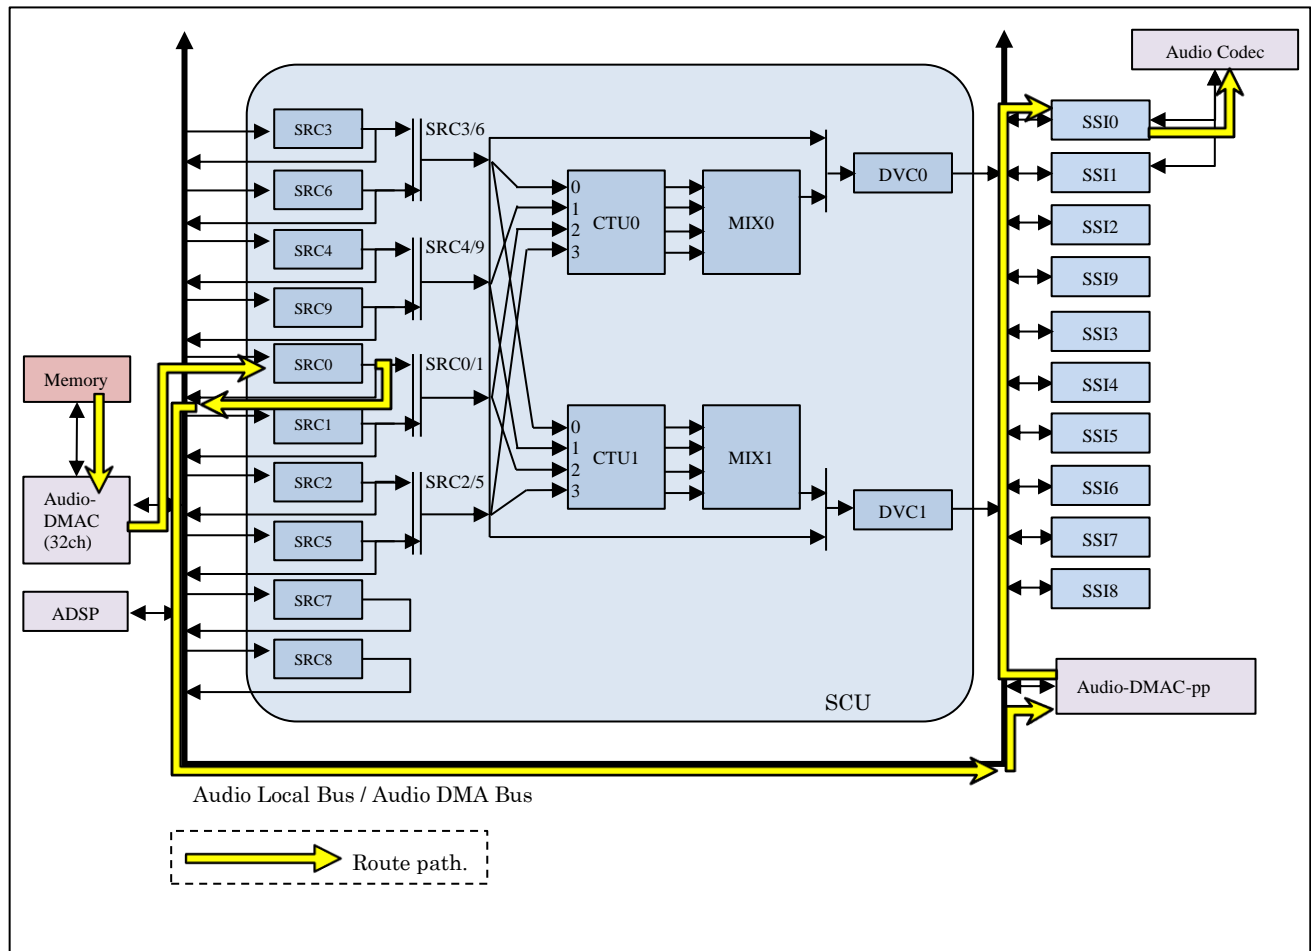 Audio Codec
SRC3
SRC3/6
SSI0
SRC6
DVC0
SSI1
0
1
2
3
CTU0
MIX0
SSI2
SRC4
SRC4/9
SSI9
SRC9
SSI3
Memory
SRC0
SRC0/1
SSI4
SRC1
0
1
2
3
CTU1
MIX1
SSI5
Audio-
DMAC
(32ch)
SRC2
SRC2/5
SSI6
DVC1
SRC5
SSI7
ADSP
SRC7
SSI8
SRC8
Audio-DMAC-pp
SCU
Audio Local Bus / Audio DMA Bus
Route path.